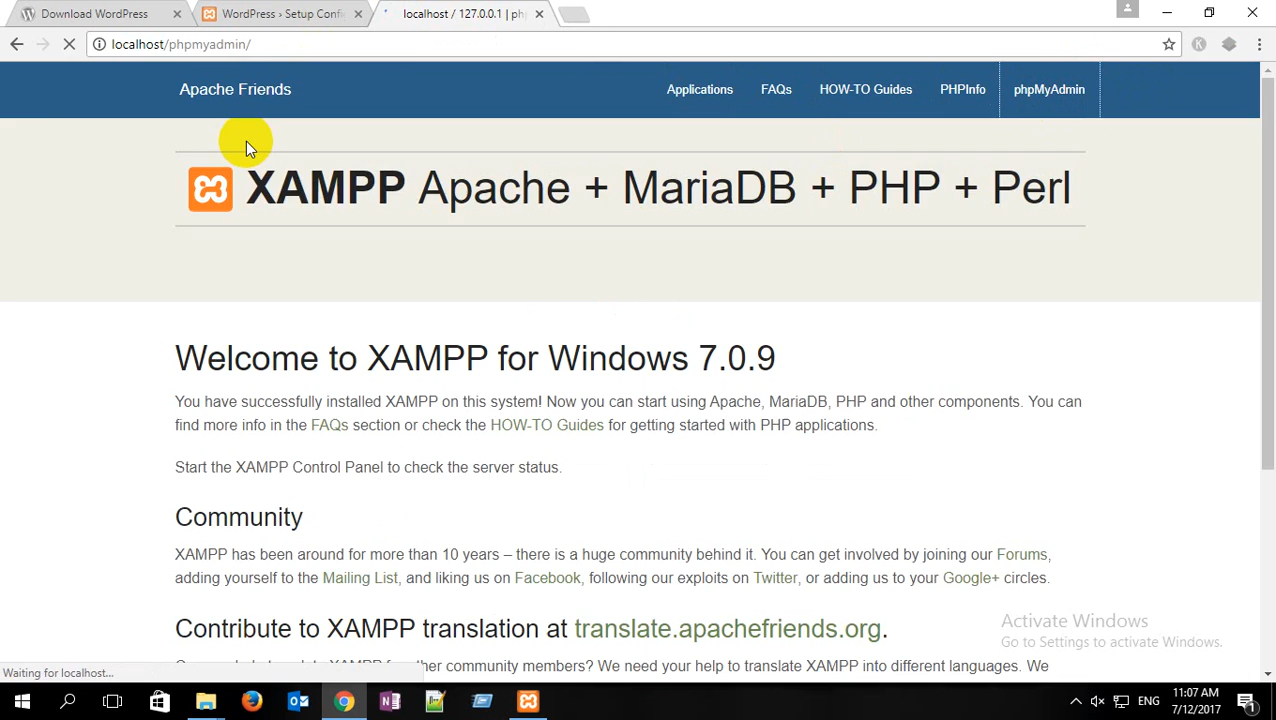 Download WordPress
WordPress › Setup Confi
localhost / 127.0.0.1 | ph
localhost/phpmyadmin/
Apache Friends
Applications
FAQs
HOW-TO Guides
PHPInfo
phpMyAdmin
XAMPP Apache + MariaDB + PHP + Perl
Welcome to XAMPP for Windows 7.0.9
You have successfully installed XAMPP on this system! Now you can start using Apache, MariaDB, PHP and other components. You can
find more info in the FAQs section or check the HOW-TO Guides for getting started with PHP applications.
Start the XAMPP Control Panel to check the server status.
Community
XAMPP has been around for more than 10 years – there is a huge community behind it. You can get involved by joining our Forums,
adding yourself to the Mailing List, and liking us on Facebook, following our exploits on Twitter, or adding us to your Google+ circles.
Contribute to XAMPP translation at translate.apachefriends.org.
Activate Windows
Go to Settings to activate Windows.
community members? We need your help to translate XAMPP into different languages. We
Waiting for localhost...
ENG
11:07 AM
7/12/2017
1